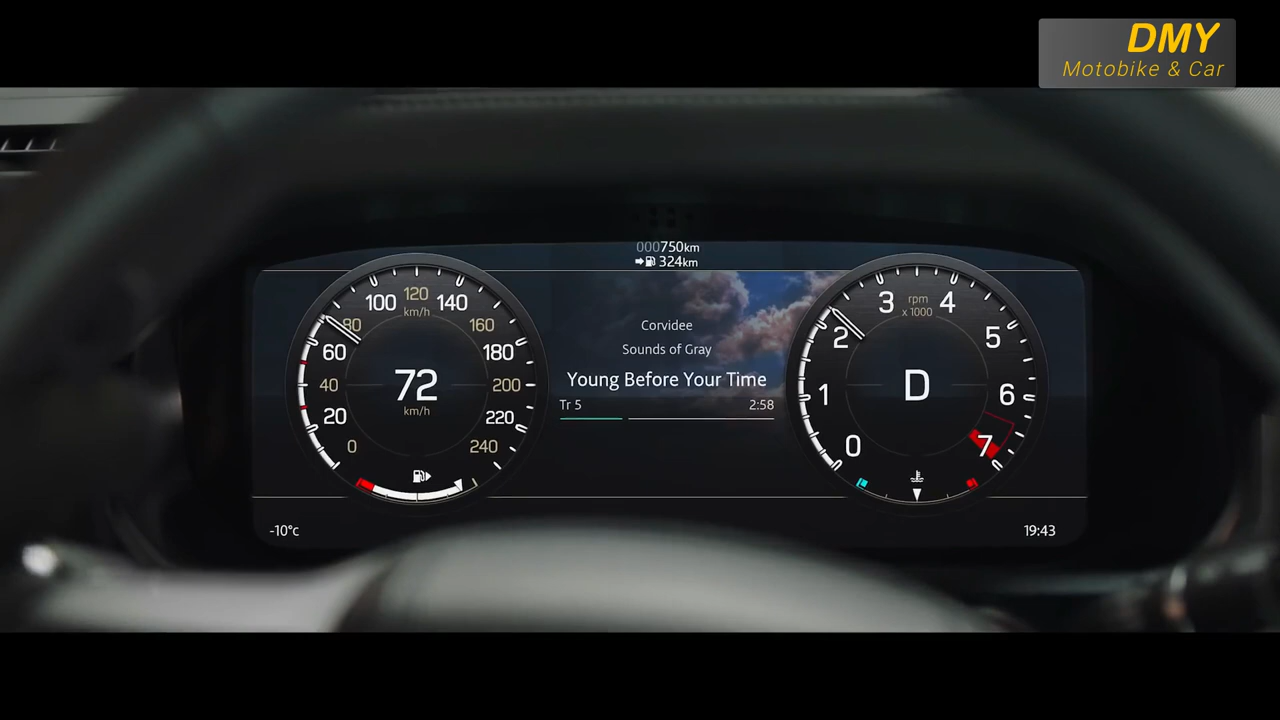 DMY
Motobike & Car
000750km
324km
100 120 140
km/h
80 160
60 180
40 200
20 220
0 240
72
km/h
Corvidee
Sounds of Gray
Young Before Your Time
Tr 5 2:58
3 rpm 4
x 1000
2 5
1 6
0 7
D
-10°c
19:43